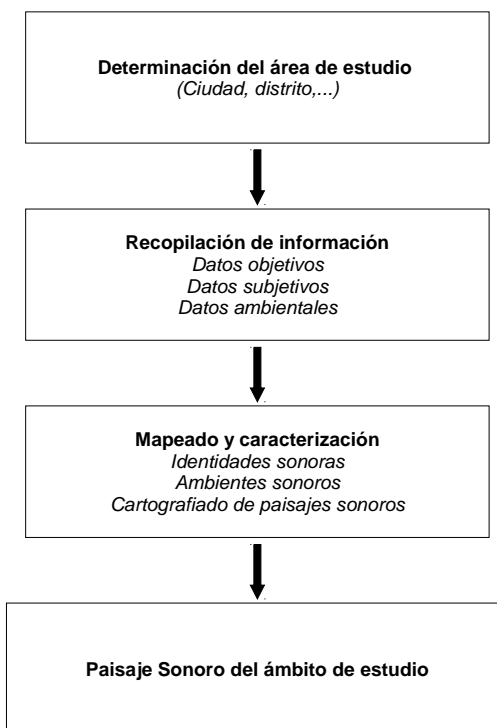 Determinación del área de estudio
(Ciudad, distrito,...)
Recopilación de información
Datos objetivos
Datos subjetivos
Datos ambientales
Mapeado y caracterización
Identidades sonoras
Ambientes sonoros
Cartografiado de paisajes sonoros
Paisaje Sonoro del ámbito de estudio